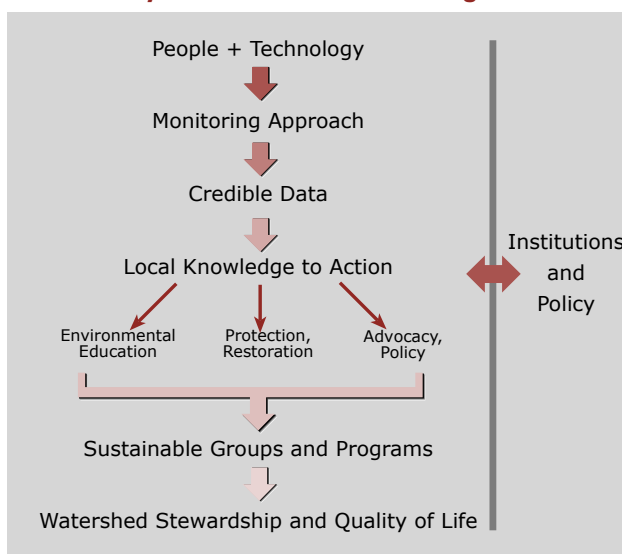 People + Technology
Monitoring Approach
Credible Data
Local Knowledge to Action
Institutions
and
Policy
Environmental
Education
Protection,
Restoration
Advocacy,
Policy
Sustainable Groups and Programs
Watershed Stewardship and Quality of Life